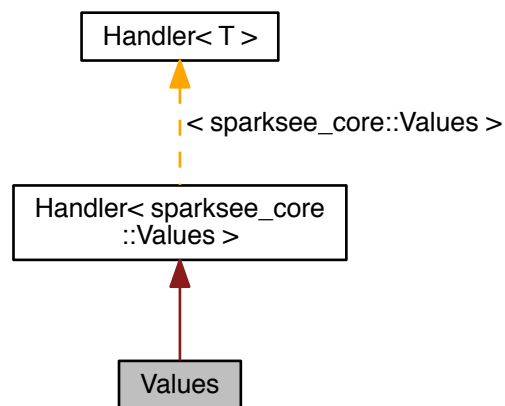 Handler< T >
< sparksee_core::Values >
Handler< sparksee_core
::Values >
Values